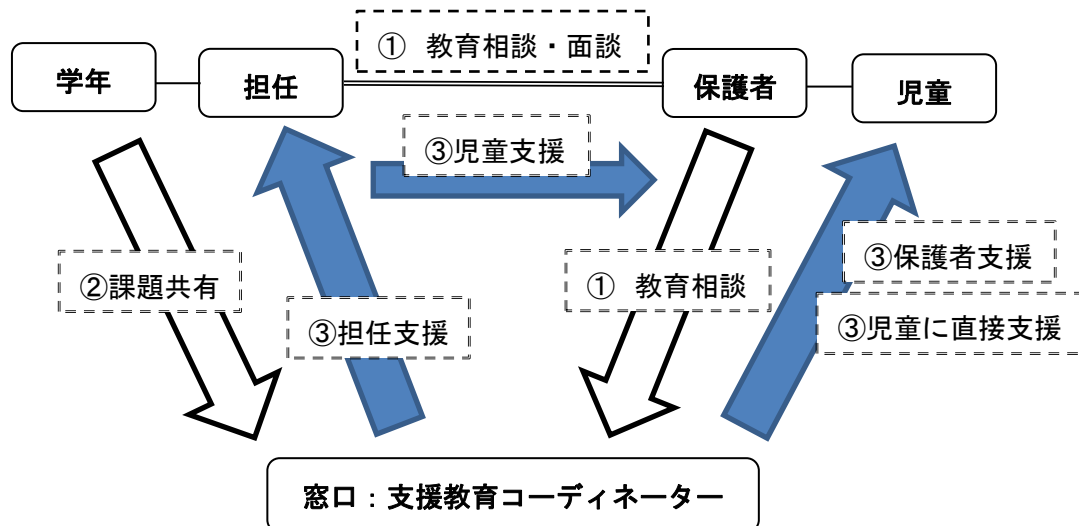 ① 教育相談・面談
学年
担任
保護者
児童
③児童支援
②課題共有
① 教育相談
③保護者支援
③担任支援
③児童に直接支援
窓口：支援教育コーディネーター